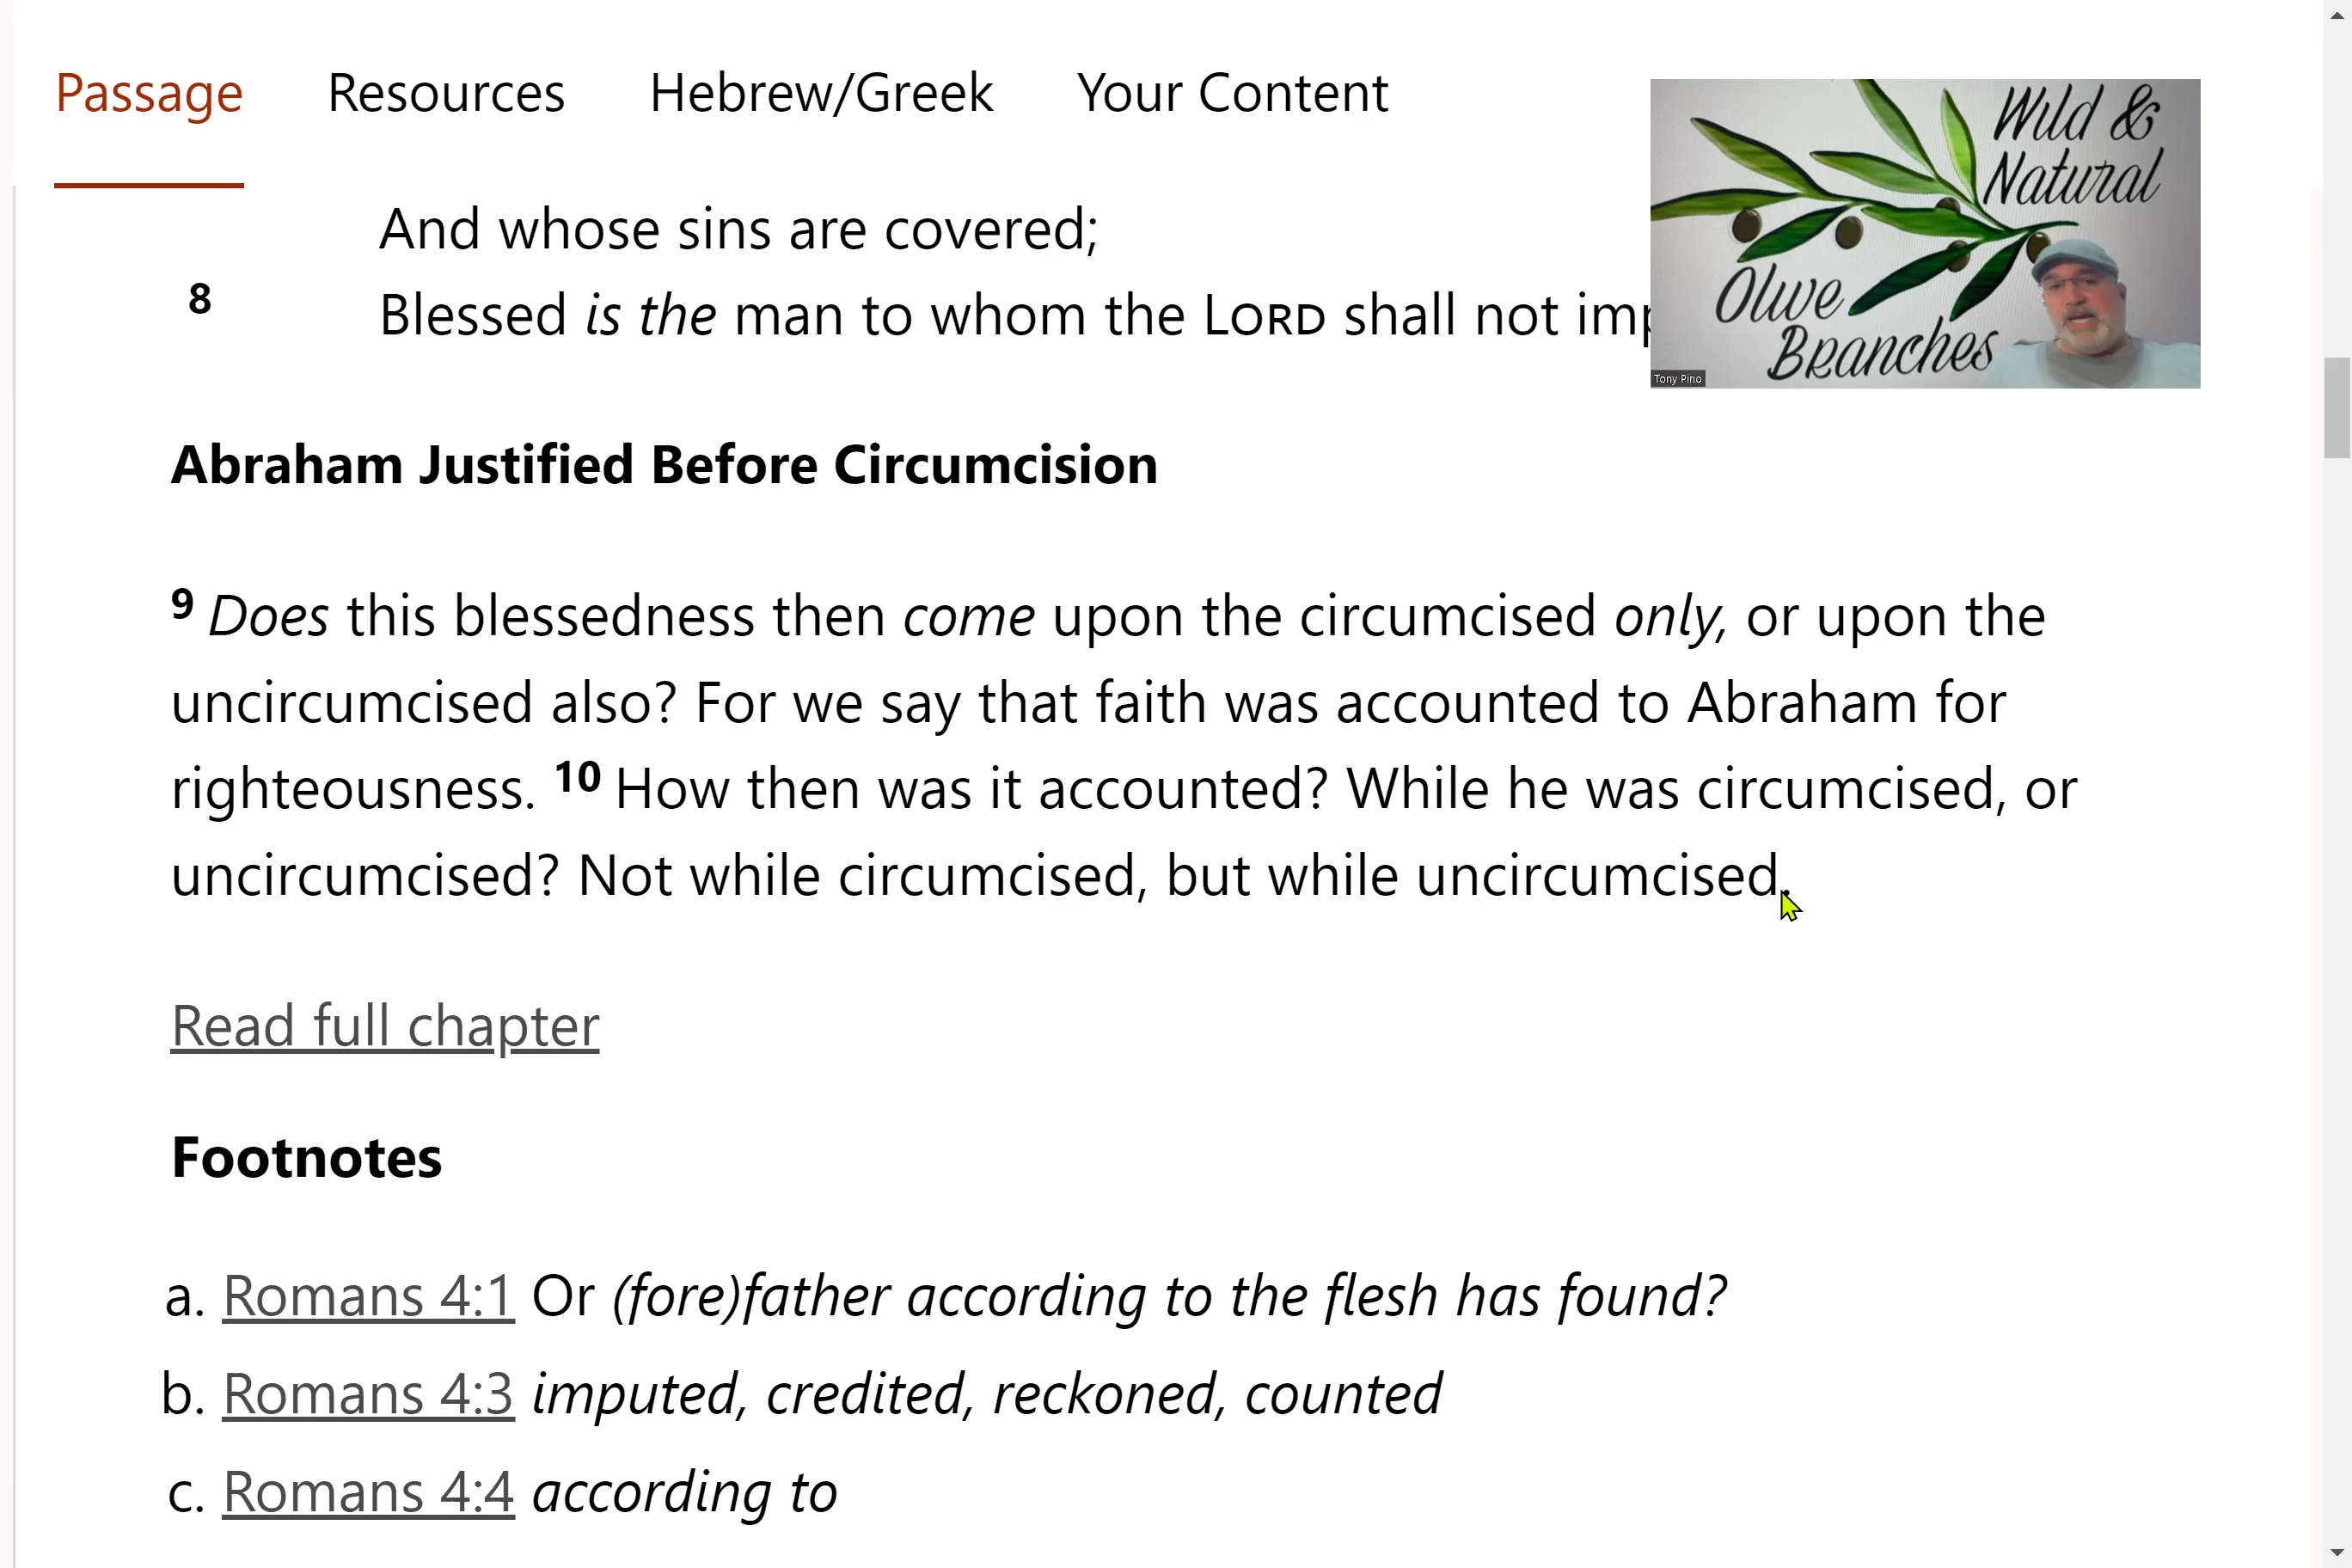 Passage Resources Hebrew/Greek Your Content
Wild &
Natural
Olive
Branches
Tony Pino
And whose sins are covered;
8 Blessed is the man to whom the LORD shall not
Abraham Justified Before Circumcision
9 Does this blessedness then come upon the circumcised only, or upon the
uncircumcised also? For we say that faith was accounted to Abraham for
righteousness. 10 How then was it accounted? While he was circumcised, or
uncircumcised? Not while circumcised, but while uncircumcised.
Read full chapter
Footnotes
a. Romans 4:1 Or (fore)father according to the flesh has found?
b. Romans 4:3 imputed, credited, reckoned, counted
c. Romans 4:4 according to